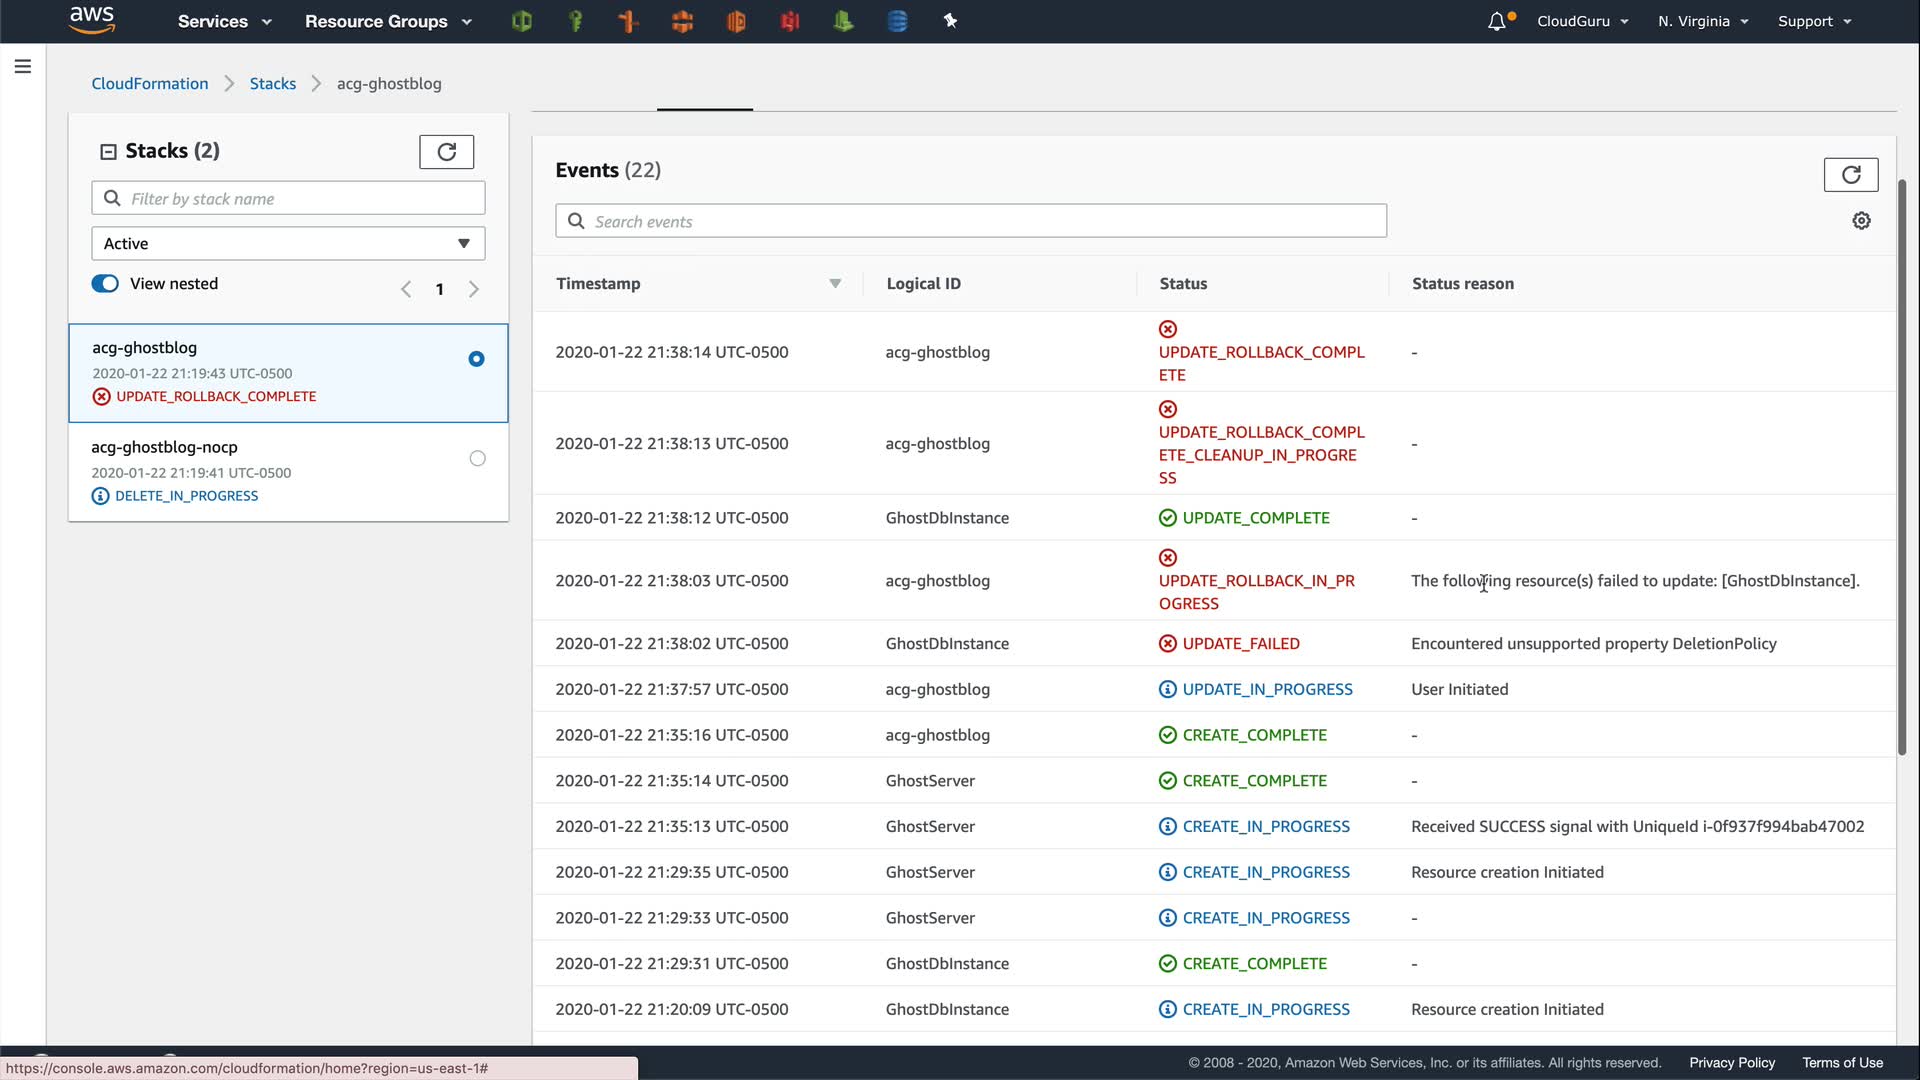 aws
Services
Resource Groups
CloudGuru
N. Virginia
Support
CloudFormation
Stacks
acg-ghostblog
Stacks (2)
Filter by stack name
Active
View nested
1
acg-ghostblog
2020-01-22 21:19:43 UTC-0500
UPDATE_ROLLBACK_COMPLETE
acg-ghostblog-nocp
2020-01-22 21:19:41 UTC-0500
DELETE_IN_PROGRESS
Events (22)
Search events
Timestamp Logical ID Status Status reason
2020-01-22 21:38:14 UTC-0500 acg-ghostblog UPDATE_ROLLBACK_COMPL -
ETE
2020-01-22 21:38:13 UTC-0500 acg-ghostblog UPDATE_ROLLBACK_COMPL -
ETE_CLEANUP_IN_PROGRE
SS
2020-01-22 21:38:12 UTC-0500 GhostDbInstance UPDATE_COMPLETE -
2020-01-22 21:38:03 UTC-0500 acg-ghostblog UPDATE_ROLLBACK_IN_PR The following resource(s) failed to update: [GhostDbInstance].
OGRESS
2020-01-22 21:38:02 UTC-0500 GhostDbInstance UPDATE_FAILED Encountered unsupported property DeletionPolicy
2020-01-22 21:37:57 UTC-0500 acg-ghostblog UPDATE_IN_PROGRESS User Initiated
2020-01-22 21:35:16 UTC-0500 acg-ghostblog CREATE_COMPLETE -
2020-01-22 21:35:14 UTC-0500 GhostServer CREATE_COMPLETE -
2020-01-22 21:35:13 UTC-0500 GhostServer CREATE_IN_PROGRESS Received SUCCESS signal with UniqueId i-0f937f994bab47002
2020-01-22 21:29:35 UTC-0500 GhostServer CREATE_IN_PROGRESS Resource creation Initiated
2020-01-22 21:29:33 UTC-0500 GhostServer CREATE_IN_PROGRESS -
2020-01-22 21:29:31 UTC-0500 GhostDbInstance CREATE_COMPLETE -
2020-01-22 21:20:09 UTC-0500 GhostDbInstance CREATE_IN_PROGRESS Resource creation Initiated
https://console.aws.amazon.com/cloudformation/home?region=us-east-1#
© 2008 - 2020, Amazon Web Services, Inc. or its affiliates. All rights reserved.
Privacy Policy
Terms of Use